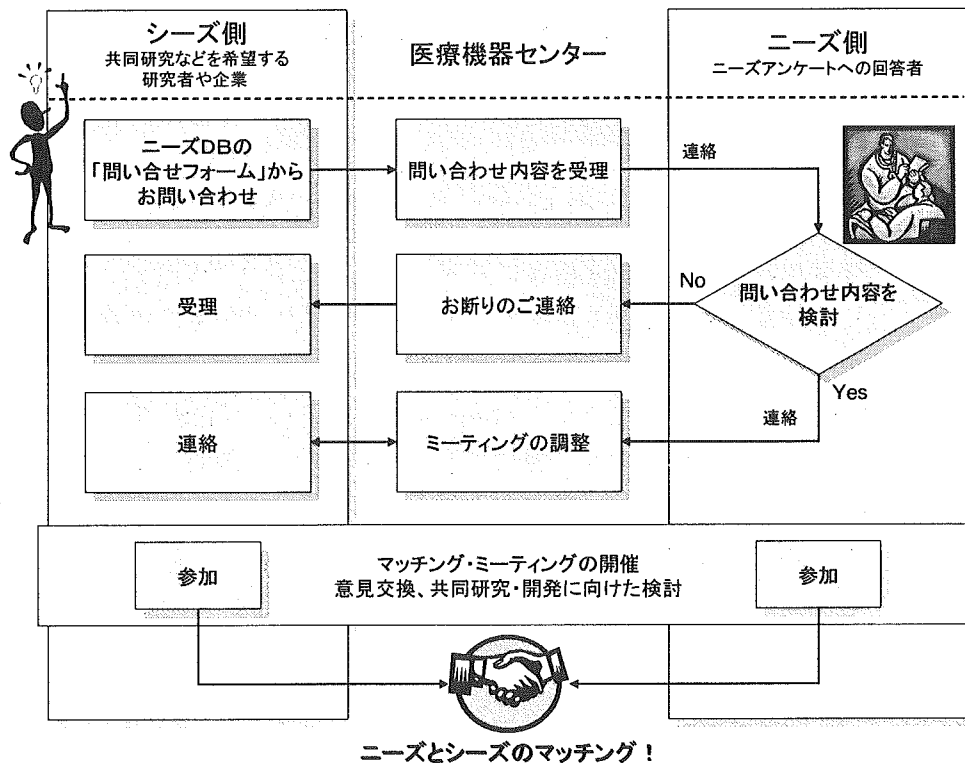 シーズ側
共同研究などを希望する
研究者や企業
医療機器センター
ニーズ側
ニーズアンケートへの回答者
ニーズDBの
「問い合せフォーム」から
お問い合わせ
問い合わせ内容を受理
連絡
問い合わせ内容を
検討
No
お断りのご連絡
受理
Yes
連絡
ミーティングの調整
連絡
参加
マッチング・ミーティングの開催
意見交換、共同研究・開発に向けた検討
参加
ニーズとシーズのマッチング！